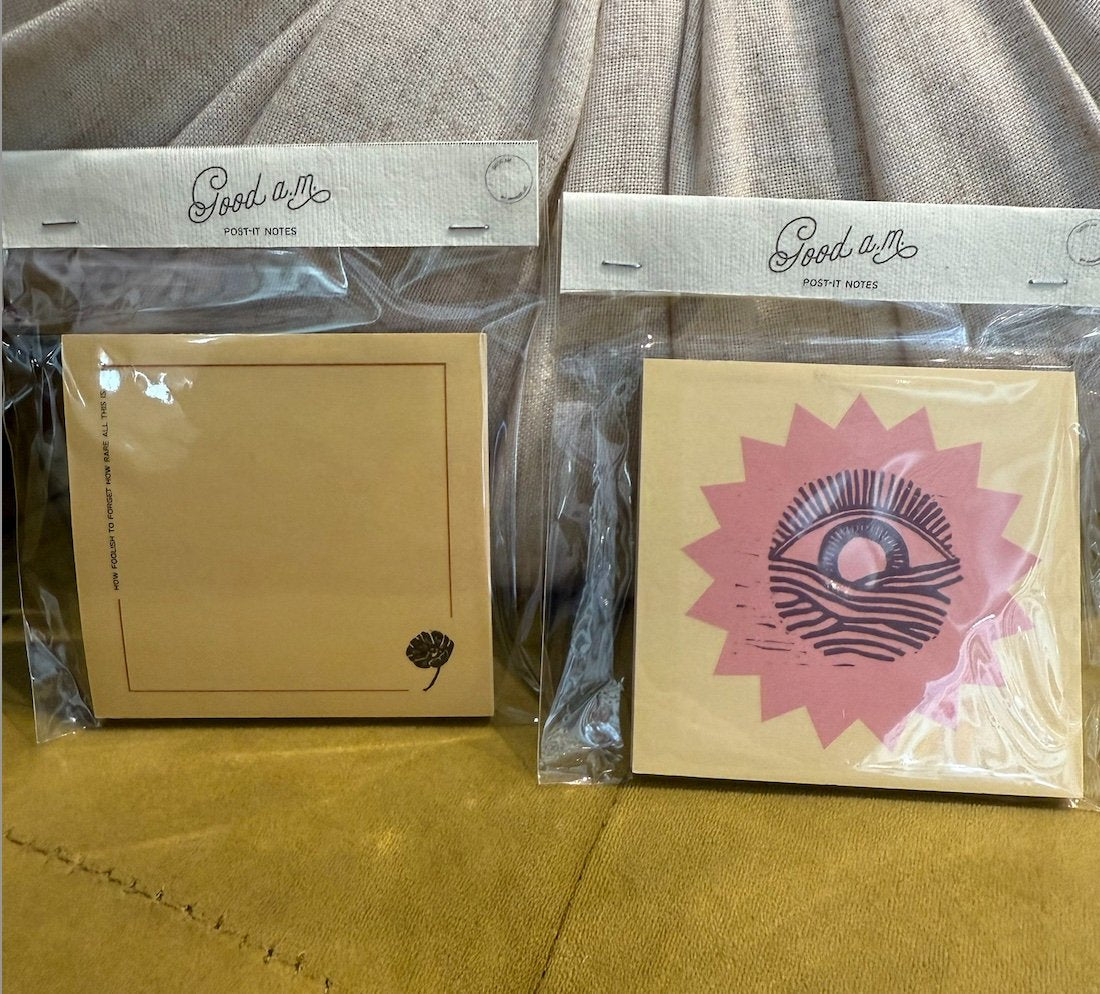 Good a.m.
POST-IT NOTES
HOW FOOLISH TO FORGET HOW RARE ALL THIS IS
Good a.m.
POST-IT NOTES